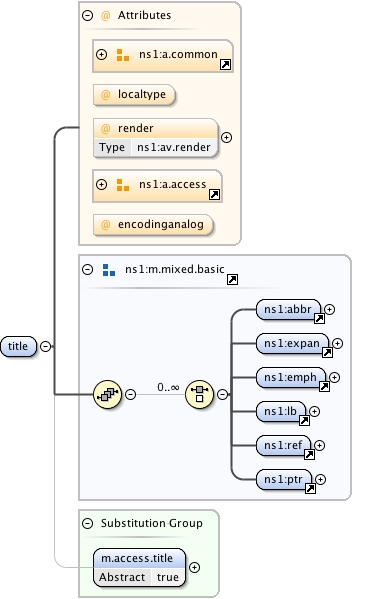 Attributes
ns1:a.common
localtype
render
Type ns1:av.render
ns1:a.access
encodinganalog
ns1:m.mixed.basic
title
0..∞
ns1:abbr
ns1:expan
ns1:emph
ns1:lb
ns1:ref
ns1:ptr
Substitution Group
m.access.title
Abstract true